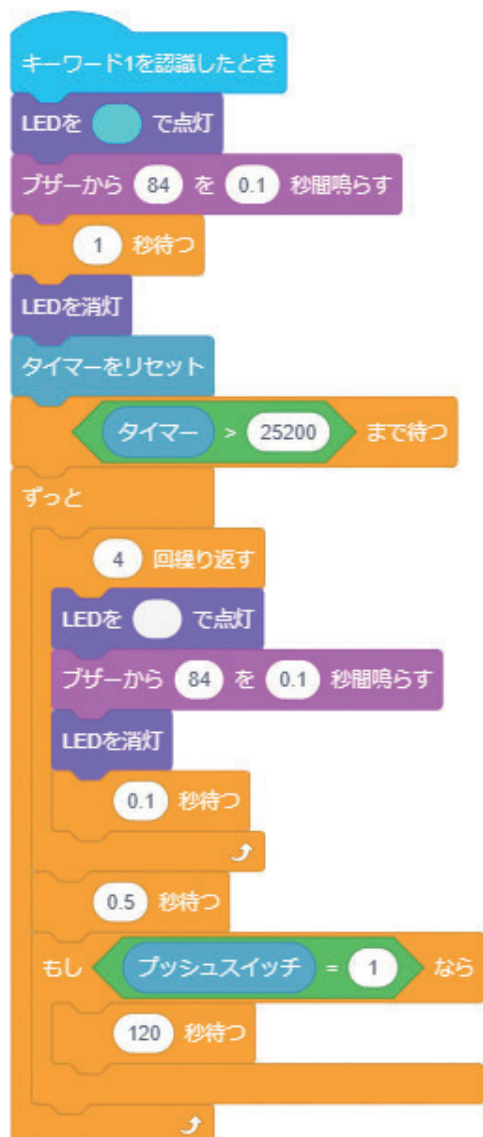 キーワード1を認識したとき
LEDを で点灯
ブザーから 84 を 0.1 秒間鳴らす
1 秒待つ
LEDを消灯
タイマーをリセット
タイマー > 25200 まで待つ
ずっと
4 回繰り返す
LEDを で点灯
ブザーから 84 を 0.1 秒間鳴らす
LEDを消灯
0.1 秒待つ
0.5 秒待つ
もし プッシュスイッチ = 1 なら
120 秒待つ